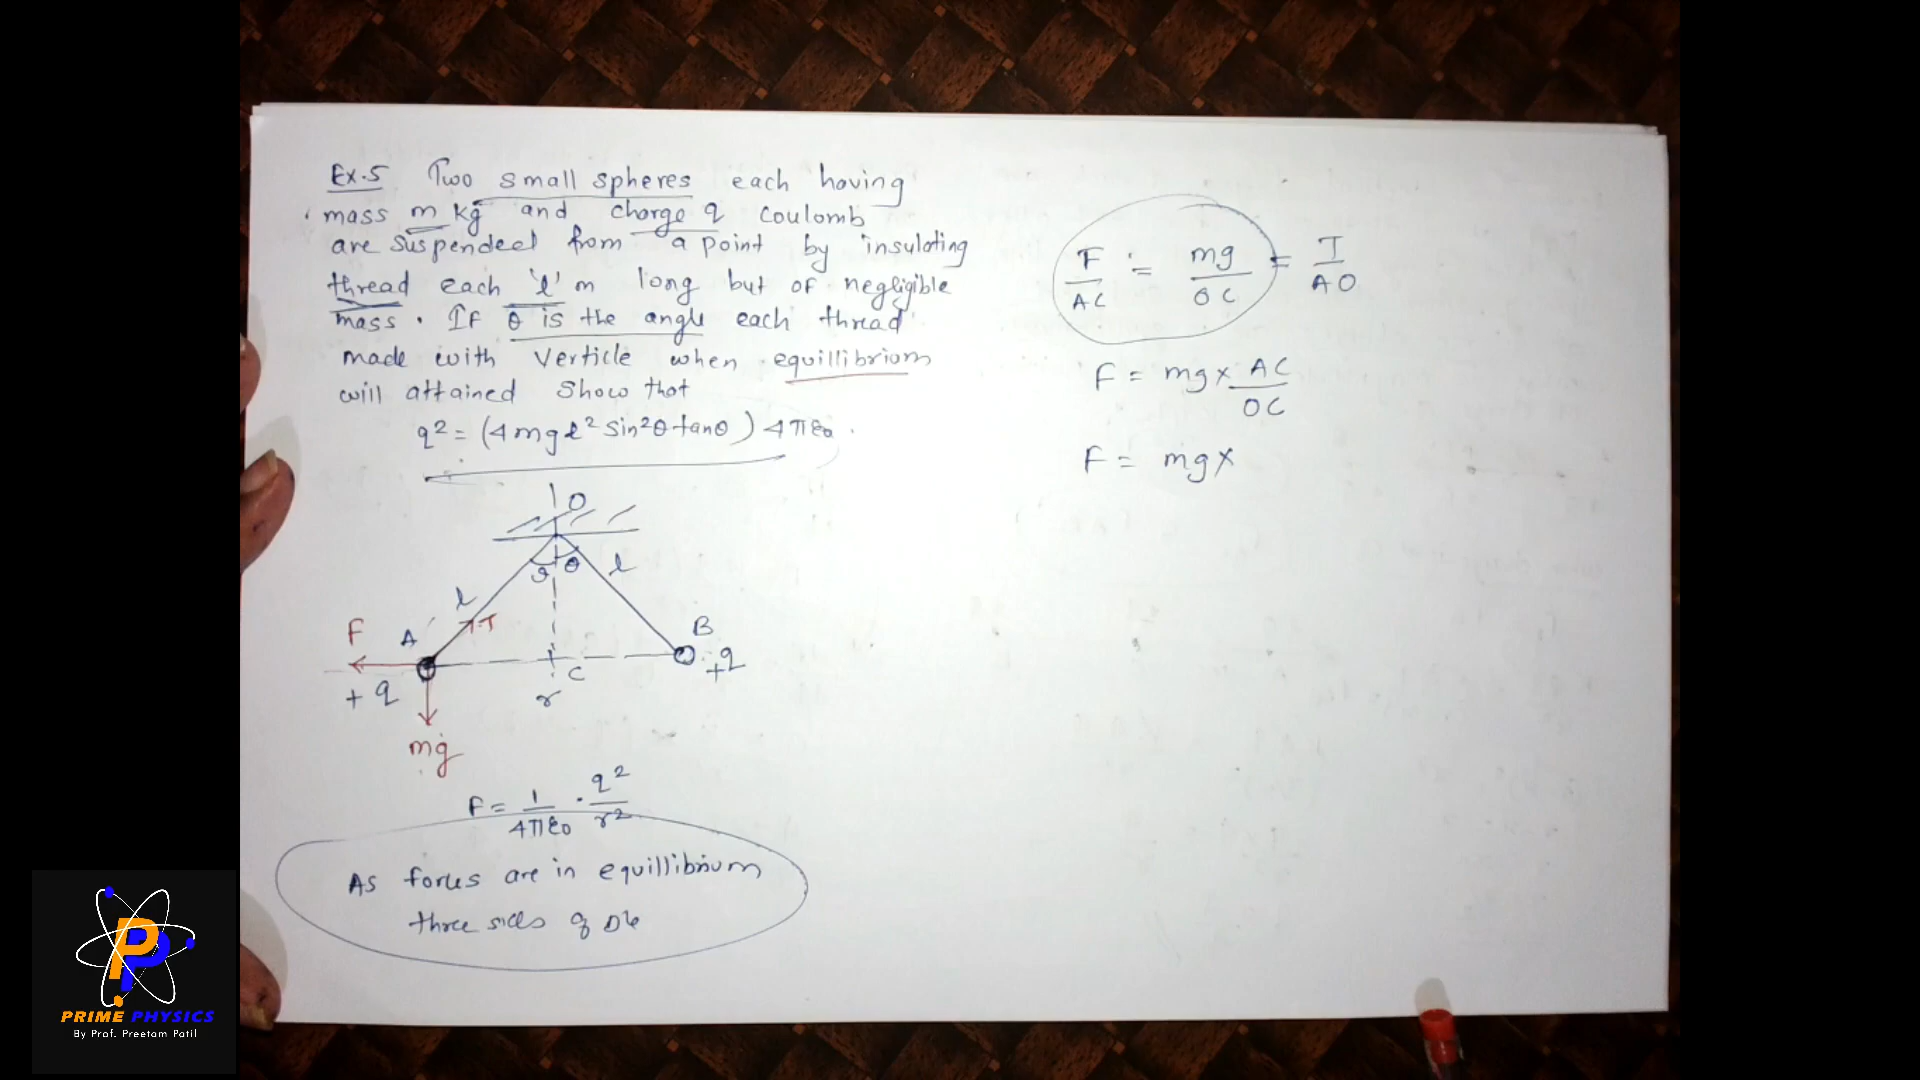 Ex.5 Two small spheres each having
mass m kg and charge q coulomb
are suspended from a point by insulating
thread each 'l' m long but of negligible
mass. If θ is the angle each thread
made with verticle when equillibrium
will attained show that
q² = (4mgl² sin²θ tanθ) 4πε₀.
O
θ θ
l l
F A T B
+q C +q
r
mg
F = 1/4πε₀ · q²/r²
As forces are in equillibrium
three sides of Dle
F/AC = mg/OC = T/AO
F = mg × AC/OC
F = mg ×
PRIME PHYSICS
By Prof. Preetam Patil